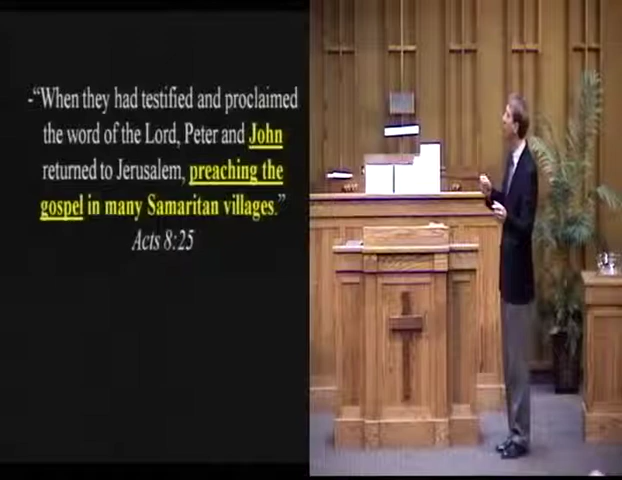 -“When they had testified and proclaimed
the word of the Lord, Peter and John
returned to Jerusalem, preaching the
gospel in many Samaritan villages.”
Acts 8:25